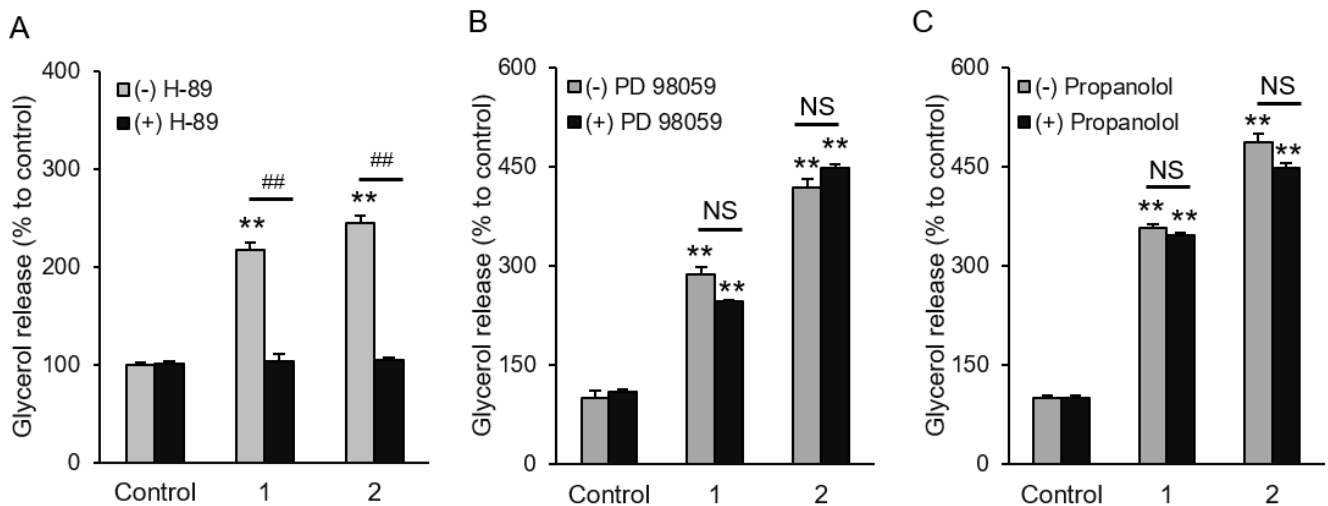 A
Glycerol release (% to control)
400
300
200
100
0
(-) H-89
(+) H-89
##
##
**
**
Control 1 2
B
Glycerol release (% to control)
600
450
300
150
0
(-) PD 98059
(+) PD 98059
NS
NS
** **
** **
Control 1 2
C
Glycerol release (% to control)
600
450
300
150
0
(-) Propanolol
(+) Propanolol
NS
NS
** **
** **
Control 1 2